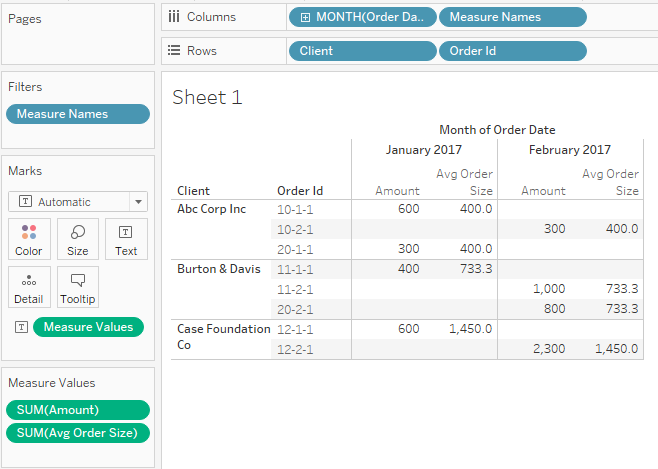 Pages
Columns
MONTH(Order Da..
Measure Names
Rows
Client
Order Id
Filters
Measure Names
Marks
Automatic
Color
Size
Text
Detail
Tooltip
Measure Values
Measure Values
SUM(Amount)
SUM(Avg Order Size)
Sheet 1
Month of Order Date
January 2017 February 2017
Avg Order Avg Order
Client Order Id Amount Size Amount Size
Abc Corp Inc 10-1-1 600 400.0
10-2-1 300 400.0
20-1-1 300 400.0
Burton & Davis 11-1-1 400 733.3
11-2-1 1,000 733.3
20-2-1 800 733.3
Case Foundation 12-1-1 600 1,450.0
Co 12-2-1 2,300 1,450.0